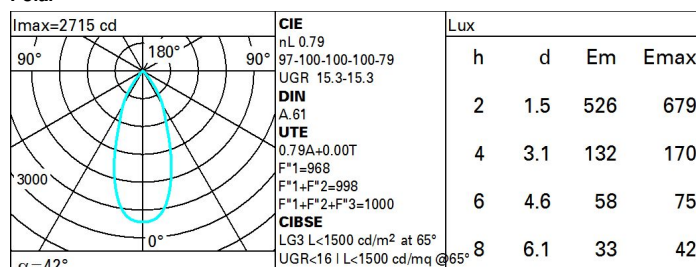 Imax=2715 cd
90°
180°
90°
3000
0°
α=42°
CIE
nL 0.79
97-100-100-100-79
UGR 15.3-15.3
DIN
A.61
UTE
0.79A+0.00T
F"1=968
F"1+F"2=998
F"1+F"2+F"3=1000
CIBSE
LG3 L<1500 cd/m² at 65°
UGR<16 | L<1500 cd/mq @65°
Lux
h d Em Emax
2 1.5 526 679
4 3.1 132 170
6 4.6 58 75
8 6.1 33 42